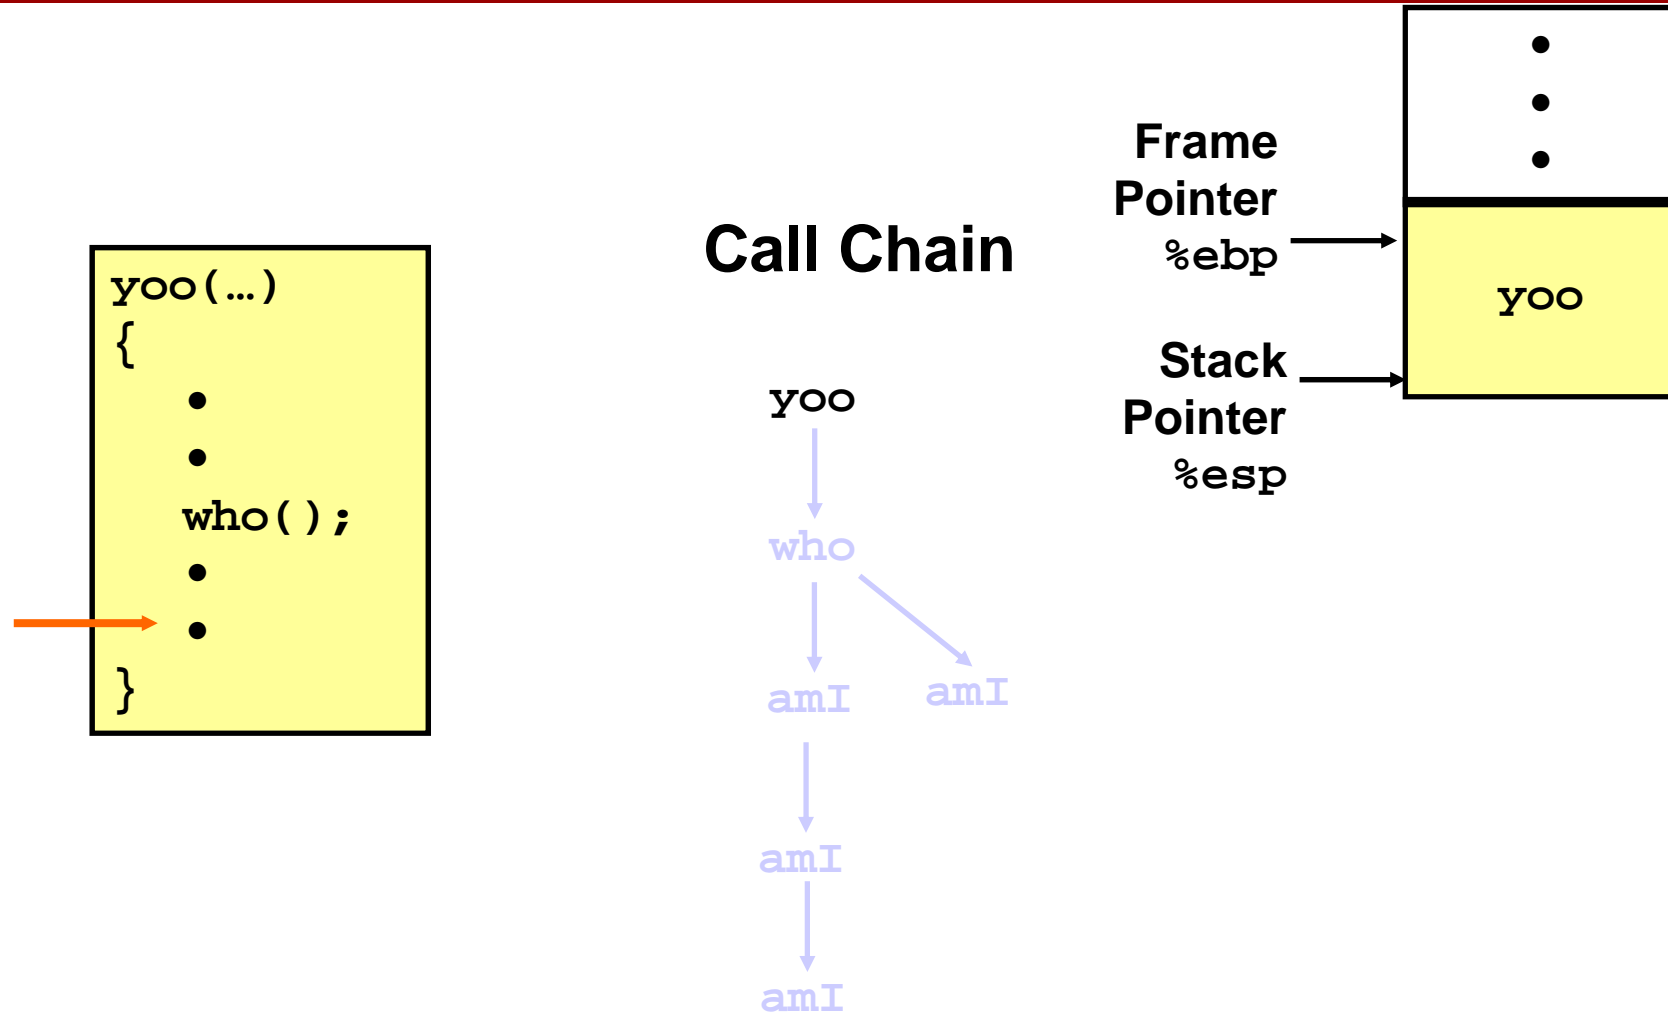 yoo(…)
{
•
•
who();
•
•
}
Call Chain
yoo
who
amI
amI
amI
amI
Frame
Pointer
%ebp
Stack
Pointer
%esp
•
•
•
yoo